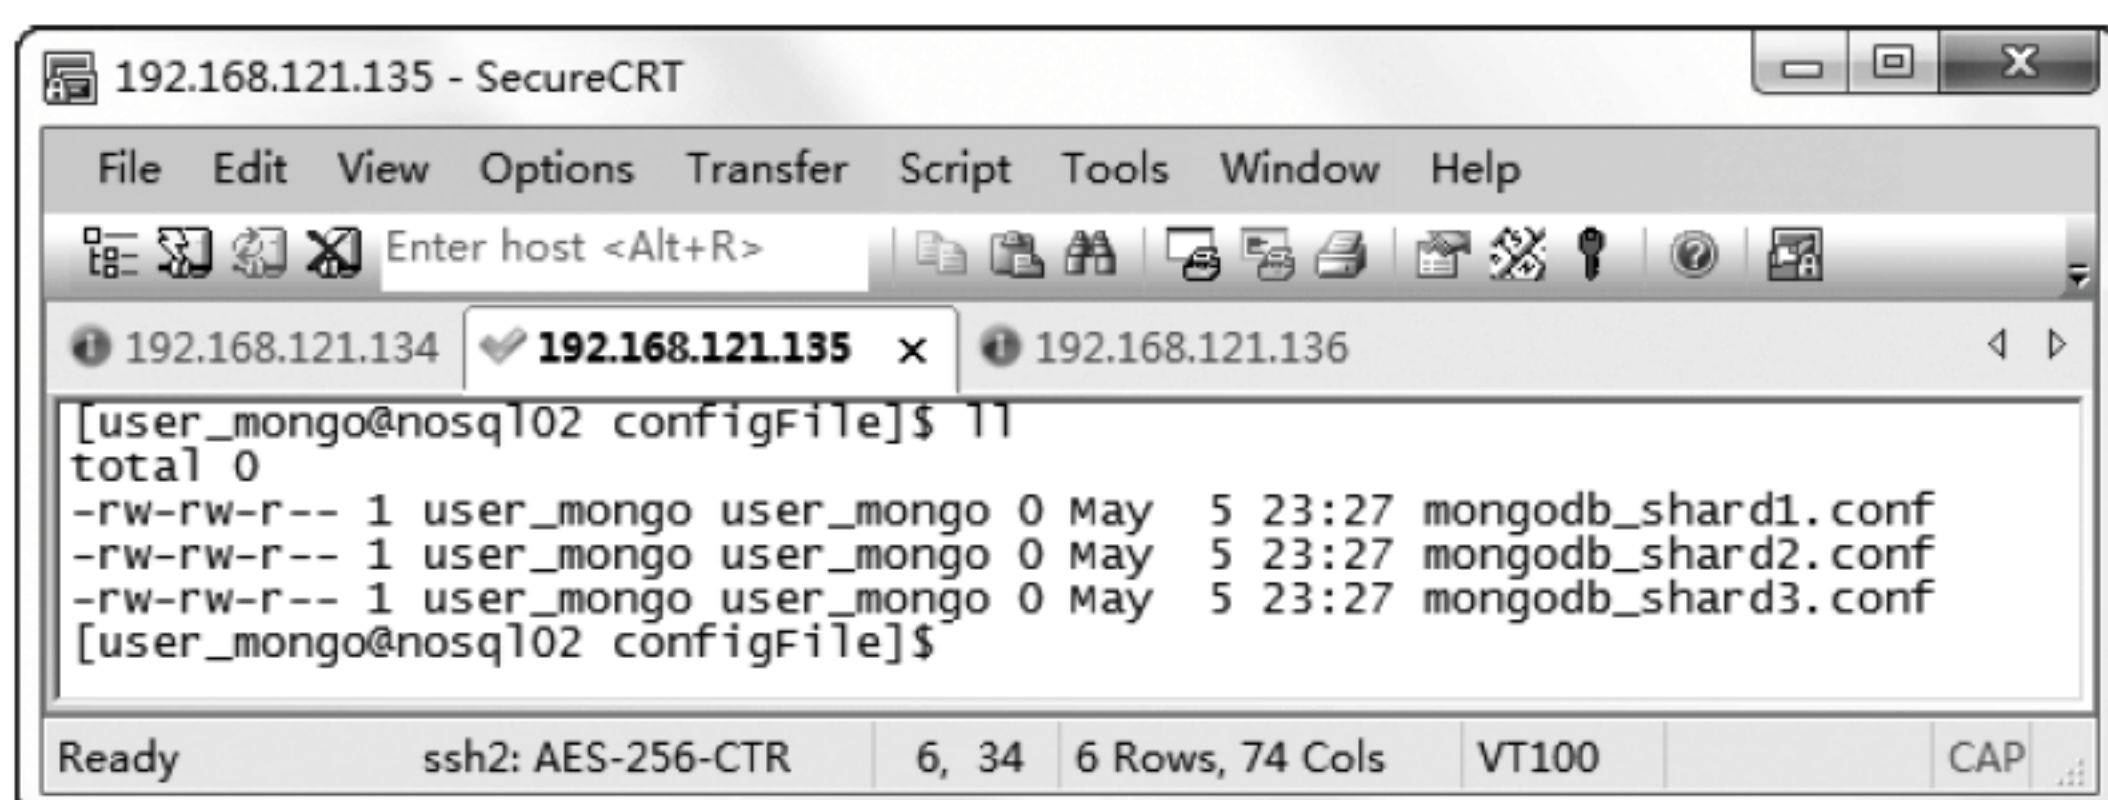 192.168.121.135 - SecureCRT
File Edit View Options Transfer Script Tools Window Help
Enter host <Alt+R>
192.168.121.134 192.168.121.135 192.168.121.136
[user_mongo@nosql02 configFile]$ ll
total 0
-rw-rw-r-- 1 user_mongo user_mongo 0 May  5 23:27 mongodb_shard1.conf
-rw-rw-r-- 1 user_mongo user_mongo 0 May  5 23:27 mongodb_shard2.conf
-rw-rw-r-- 1 user_mongo user_mongo 0 May  5 23:27 mongodb_shard3.conf
[user_mongo@nosql02 configFile]$
Ready ssh2: AES-256-CTR 6, 34 6 Rows, 74 Cols VT100 CAP